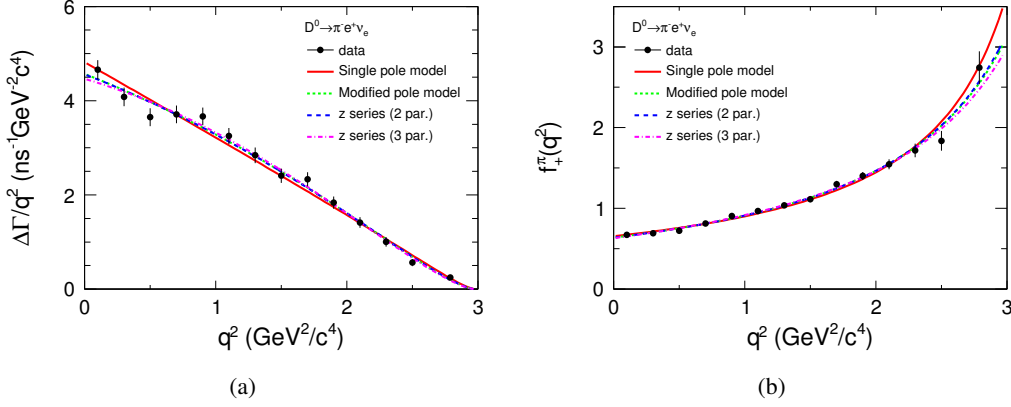 D⁰→π⁻e⁺νₑ
data
Single pole model
Modified pole model
z series (2 par.)
z series (3 par.)
ΔΓ/q² (ns⁻¹GeV⁻²c⁴)
6
4
2
0
0 1 2 3
q² (GeV²/c⁴)
(a)
D⁰→π⁻e⁺νₑ
data
Single pole model
Modified pole model
z series (2 par.)
z series (3 par.)
f₊^π(q²)
3
2
1
0
0 1 2 3
q² (GeV²/c⁴)
(b)